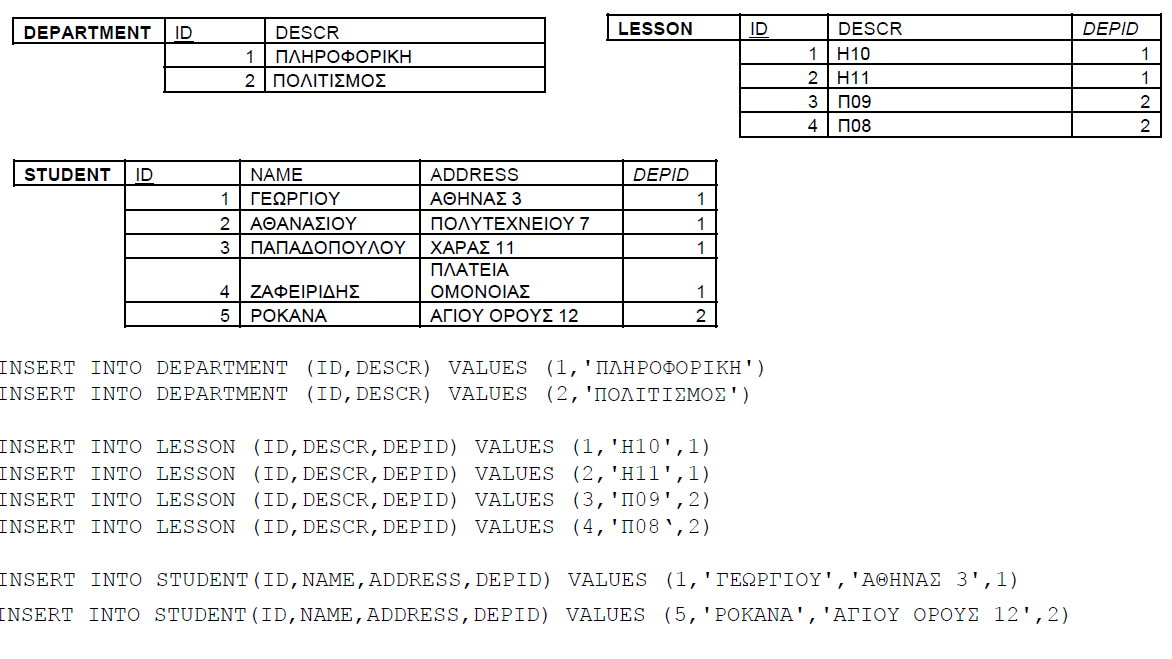 DEPARTMENT ID DESCR
1 ΠΛΗΡΟΦΟΡΙΚΗ
2 ΠΟΛΙΤΙΣΜΟΣ
LESSON ID DESCR DEPID
1 Η10 1
2 Η11 1
3 Π09 2
4 Π08 2
STUDENT ID NAME ADDRESS DEPID
1 ΓΕΩΡΓΙΟΥ ΑΘΗΝΑΣ 3 1
2 ΑΘΑΝΑΣΙΟΥ ΠΟΛΥΤΕΧΝΕΙΟΥ 7 1
3 ΠΑΠΑΔΟΠΟΥΛΟΥ ΧΑΡΑΣ 11 1
ΠΛΑΤΕΙΑ
4 ΖΑΦΕΙΡΙΔΗΣ ΟΜΟΝΟΙΑΣ 1
5 ΡΟΚΑΝΑ ΑΓΙΟΥ ΟΡΟΥΣ 12 2
INSERT INTO DEPARTMENT (ID,DESCR) VALUES (1,'ΠΛΗΡΟΦΟΡΙΚΗ')
INSERT INTO DEPARTMENT (ID,DESCR) VALUES (2,'ΠΟΛΙΤΙΣΜΟΣ')
INSERT INTO LESSON (ID,DESCR,DEPID) VALUES (1,'Η10',1)
INSERT INTO LESSON (ID,DESCR,DEPID) VALUES (2,'Η11',1)
INSERT INTO LESSON (ID,DESCR,DEPID) VALUES (3,'Π09',2)
INSERT INTO LESSON (ID,DESCR,DEPID) VALUES (4,'Π08‘,2)
INSERT INTO STUDENT(ID,NAME,ADDRESS,DEPID) VALUES (1,'ΓΕΩΡΓΙΟΥ','ΑΘΗΝΑΣ 3',1)
INSERT INTO STUDENT(ID,NAME,ADDRESS,DEPID) VALUES (5,'ΡΟΚΑΝΑ','ΑΓΙΟΥ ΟΡΟΥΣ 12',2)